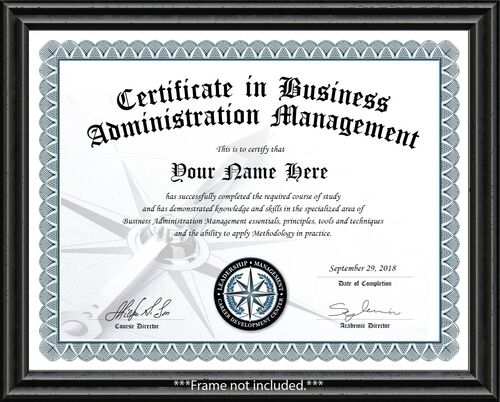 Certificate in Business
Administration Management
This is to certify that
Your Name Here
has successfully completed the required course of study
and has demonstrated knowledge and skills in the specialized area of
Business Administration Management essentials, principles, tools and techniques
and the ability to apply Methodology in practice.
September 29, 2018
Date of Completion
LEADERSHIP • MANAGEMENT
CAREER DEVELOPMENT CENTER
Course Director
Academic Director
***Frame not included.***